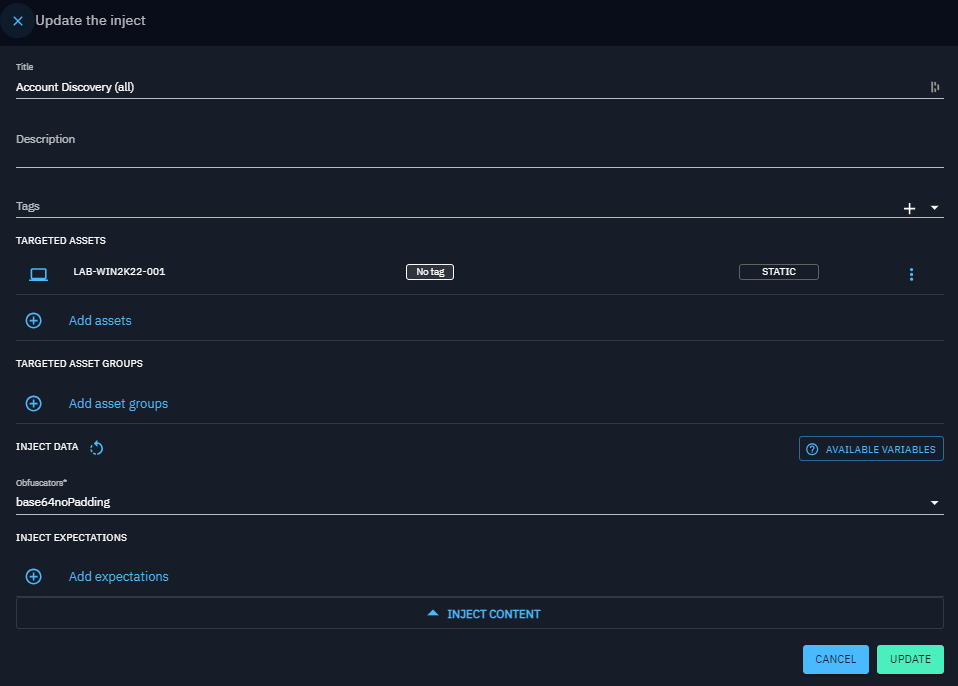 Update the inject
Title
Account Discovery (all)
Description
Tags
TARGETED ASSETS
LAB-WIN2K22-001 No tag STATIC
Add assets
TARGETED ASSET GROUPS
Add asset groups
INJECT DATA AVAILABLE VARIABLES
Obfuscators*
base64noPadding
INJECT EXPECTATIONS
Add expectations
INJECT CONTENT
CANCEL UPDATE